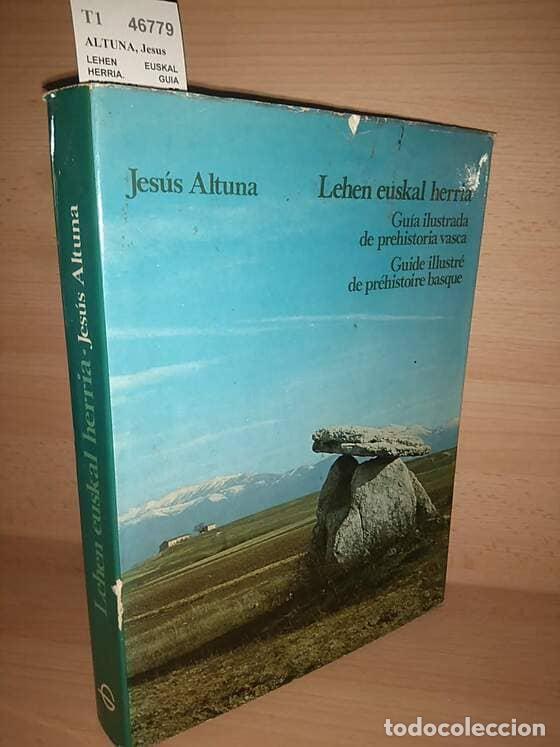 T1 46779
ALTUNA, Jesus
LEHEN EUSKAL
HERRIA. GUIA
Jesús Altuna
Lehen euskal herria
Guía ilustrada
de prehistoria vasca
Guide illustré
de préhistoire basque
Lehen euskal herria - Jesús Altuna
todocoleccion